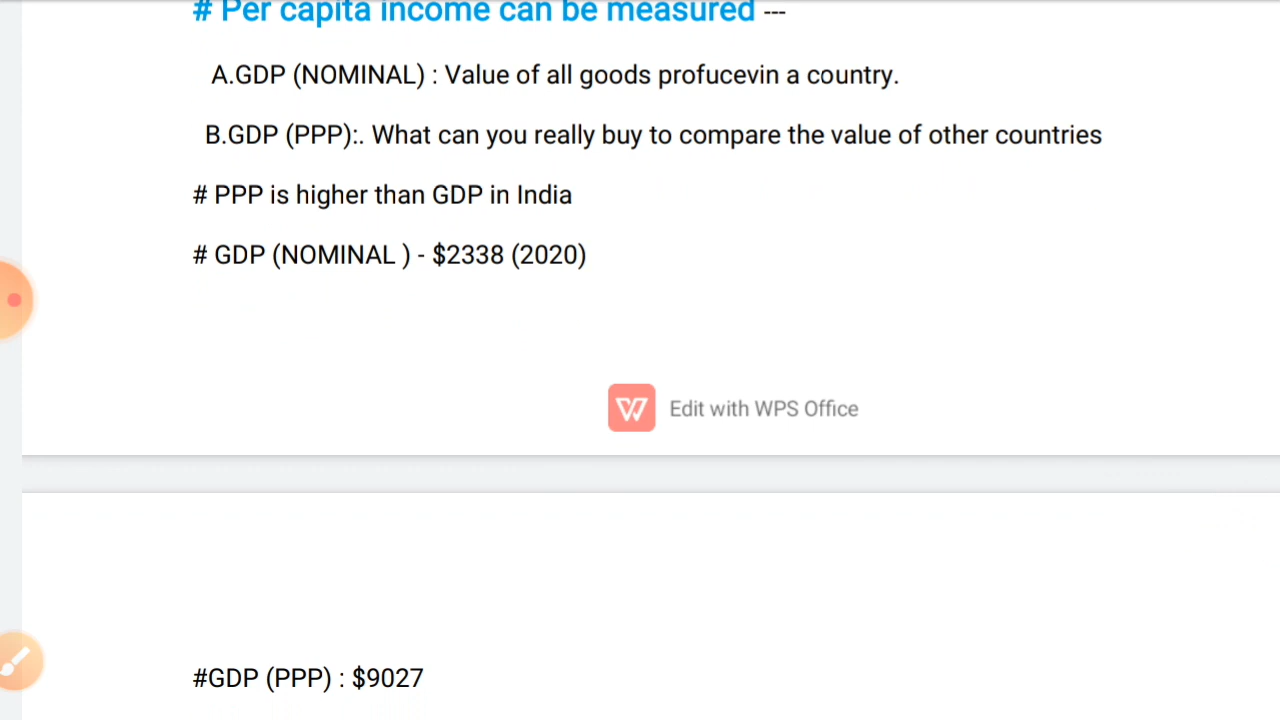 # Per capita income can be measured ---
A.GDP (NOMINAL) : Value of all goods profucevin a country.
B.GDP (PPP):. What can you really buy to compare the value of other countries
# PPP is higher than GDP in India
# GDP (NOMINAL ) - $2338 (2020)
Edit with WPS Office
#GDP (PPP) : $9027